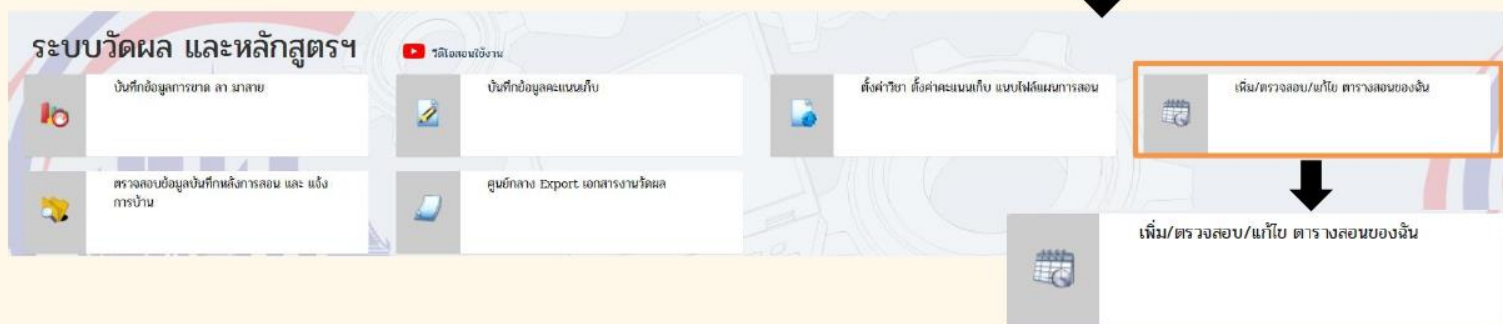 ระบบวัดผล และหลักสูตรฯ
วีดีโอสอนใช้งาน
บันทึกข้อมูลการขาด ลา มาสาย
บันทึกข้อมูลคะแนนเก็บ
ตั้งค่าวิชา ตั้งค่าคะแนนเก็บ แนบไฟล์แผนการสอน
เพิ่ม/ตรวจสอบ/แก้ไข ตารางสอนของฉัน
ตรวจสอบข้อมูลบันทึกหลังการสอน และ แจ้ง
การบ้าน
ศูนย์กลาง Export เอกสารงานวัดผล
เพิ่ม/ตรวจสอบ/แก้ไข ตารางสอนของฉัน